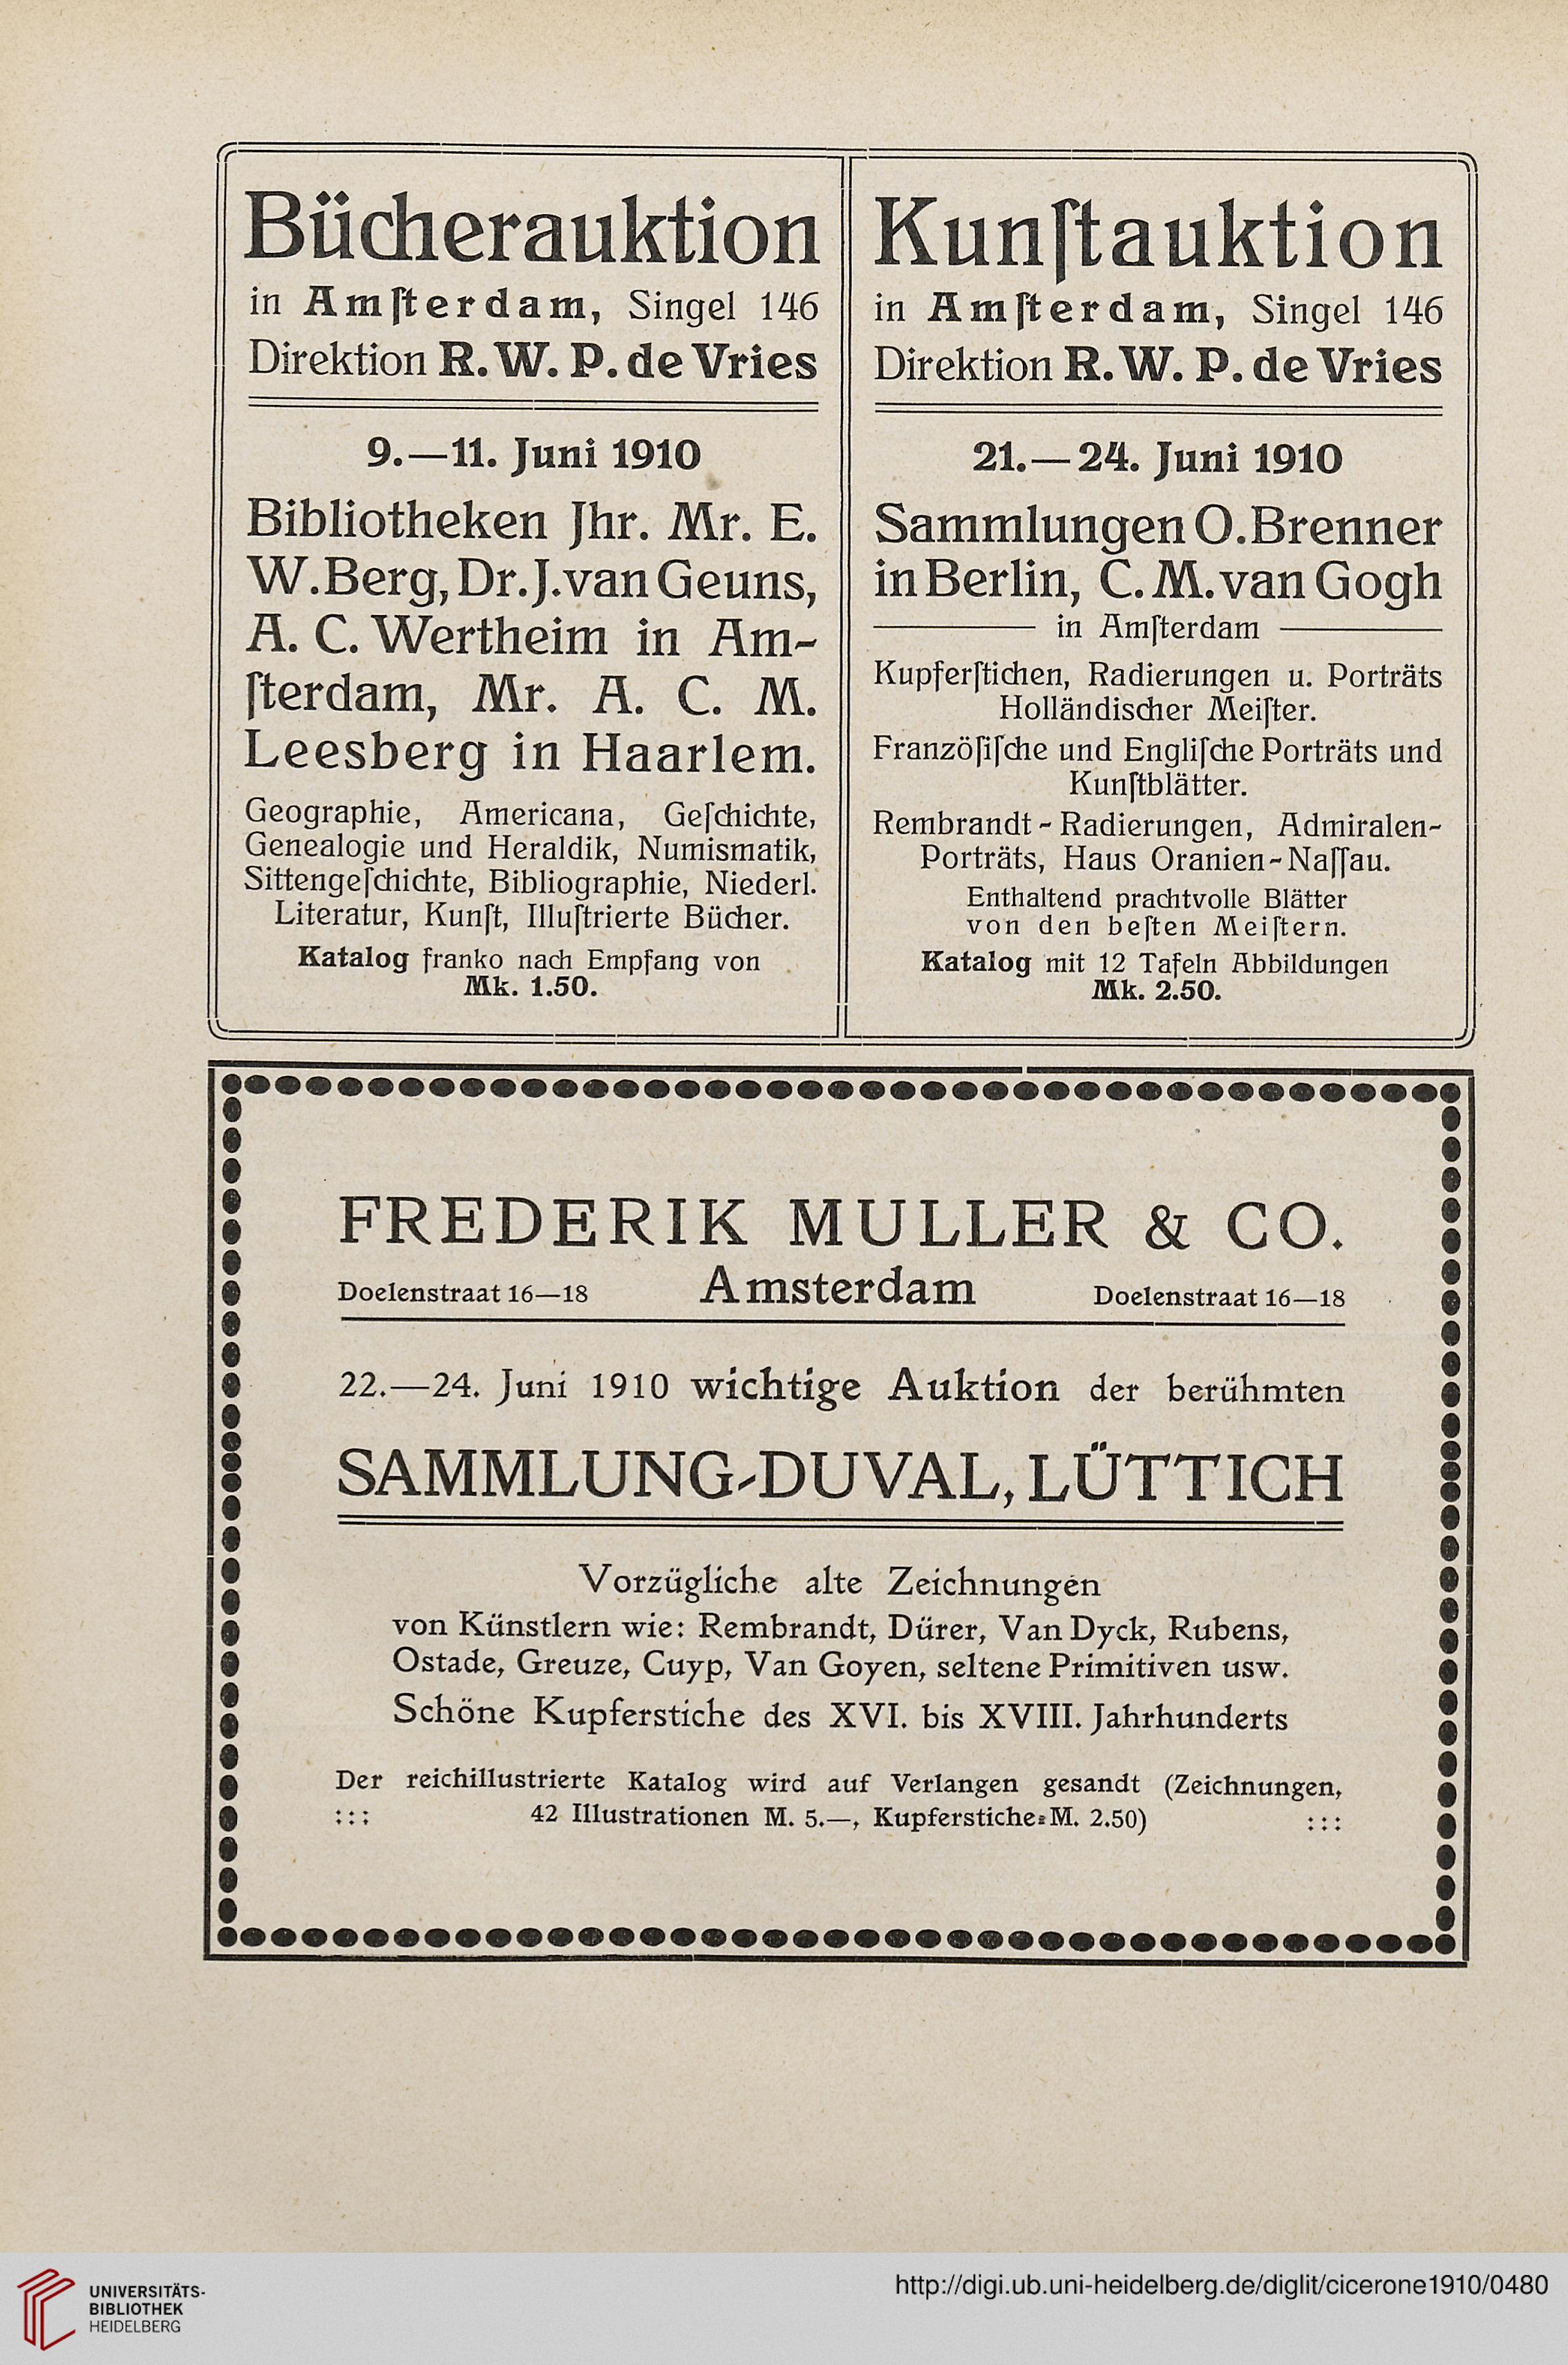 Bücherauktion
in Amſterdam, Singel 146
Direktion R. W. P. de Vries
9.—11. Juni 1910
Bibliotheken Jhr. Mr. E.
W. Berg, Dr. J. van Geuns,
A. C. Wertheim in Am-
ſterdam, Mr. A. C. M.
Leesberg in Haarlem.
Geographie, Americana, Geſchichte,
Genealogie und Heraldik, Numismatik,
Sittengeſchichte, Bibliographie, Niederl.
Literatur, Kunſt, Illuſtrierte Bücher.
Katalog franko nach Empfang von
Mk. 1.50.
Kunſtauktion
in Amſterdam, Singel 146
Direktion R. W. P. de Vries
21.—24. Juni 1910
Sammlungen O. Brenner
in Berlin, C. M. van Gogh
in Amſterdam
Kupferſtichen, Radierungen u. Porträts
Holländischer Meiſter.
Franzöſiſche und Engliſche Porträts und
Kunſtblätter.
Rembrandt-Radierungen, Admiralen-
Porträts, Haus Oranien-Naſſau.
Enthaltend prachtvolle Blätter
von den beſten Meiſtern.
Katalog mit 12 Tafeln Abbildungen
Mk. 2.50.
FREDERIK MULLER & CO.
Doelenstraat 16—18 Amsterdam Doelenstraat 16—18
22.—24. Juni 1910 wichtige Auktion der berühmten
SAMMLUNG-DUVAL, LÜTTICH
Vorzügliche alte Zeichnungen
von Künstlern wie: Rembrandt, Dürer, Van Dyck, Rubens,
Ostade, Greuze, Cuyp, Van Goyen, seltene Primitiven usw.
Schöne Kupferstiche des XVI. bis XVIII. Jahrhunderts
Der reichillustrierte Katalog wird auf Verlangen gesandt (Zeichnungen,
::: 42 Illustrationen M. 5.—, Kupferstiche=M. 2.50) :::
UNIVERSITÄTS-
BIBLIOTHEK
HEIDELBERG
http://digi.ub.uni-heidelberg.de/diglit/cicerone1910/0480